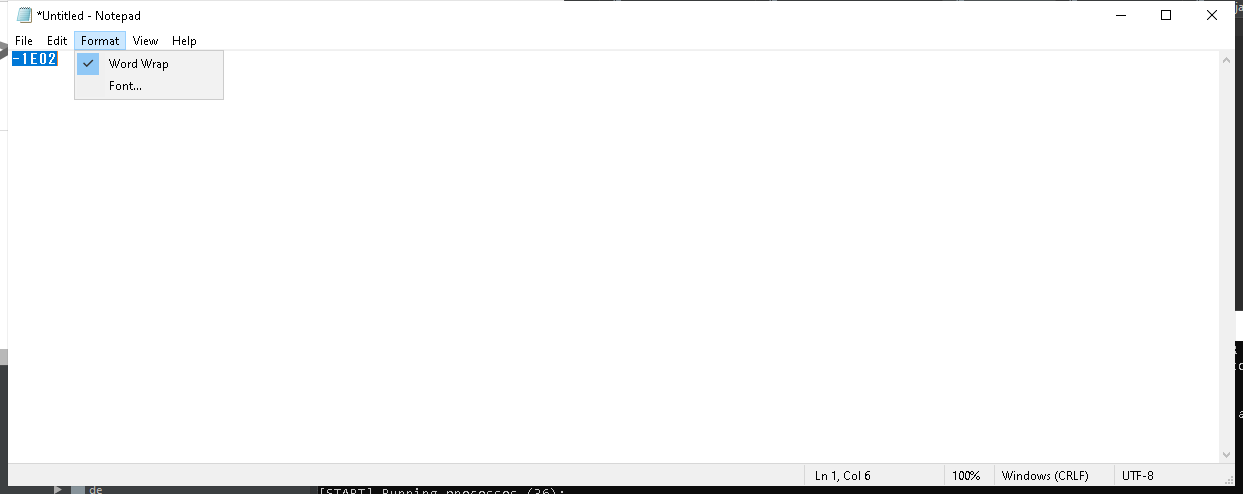 *Untitled - Notepad
File Edit Format View Help
-1E02
Word Wrap
Font...
Ln 1, Col 6 100% Windows (CRLF) UTF-8
de
[START] Running processes (36):